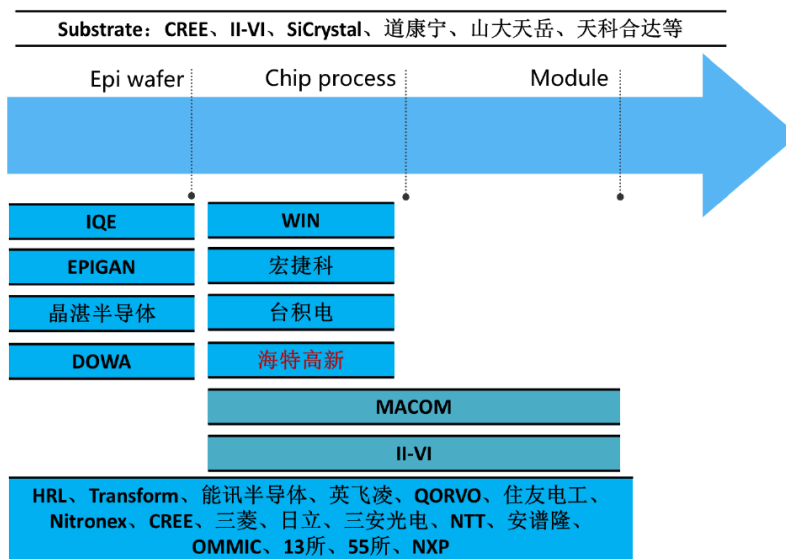 Substrate：CREE、II-VI、SiCrystal、道康宁、山大天岳、天科合达等
Epi wafer
Chip process
Module
IQE
WIN
EPIGAN
宏捷科
晶湛半导体
台积电
DOWA
海特高新
MACOM
II-VI
HRL、Transform、能讯半导体、英飞凌、QORVO、住友电工、
Nitronex、CREE、三菱、日立、三安光电、NTT、安谱隆、
OMMIC、13所、55所、NXP